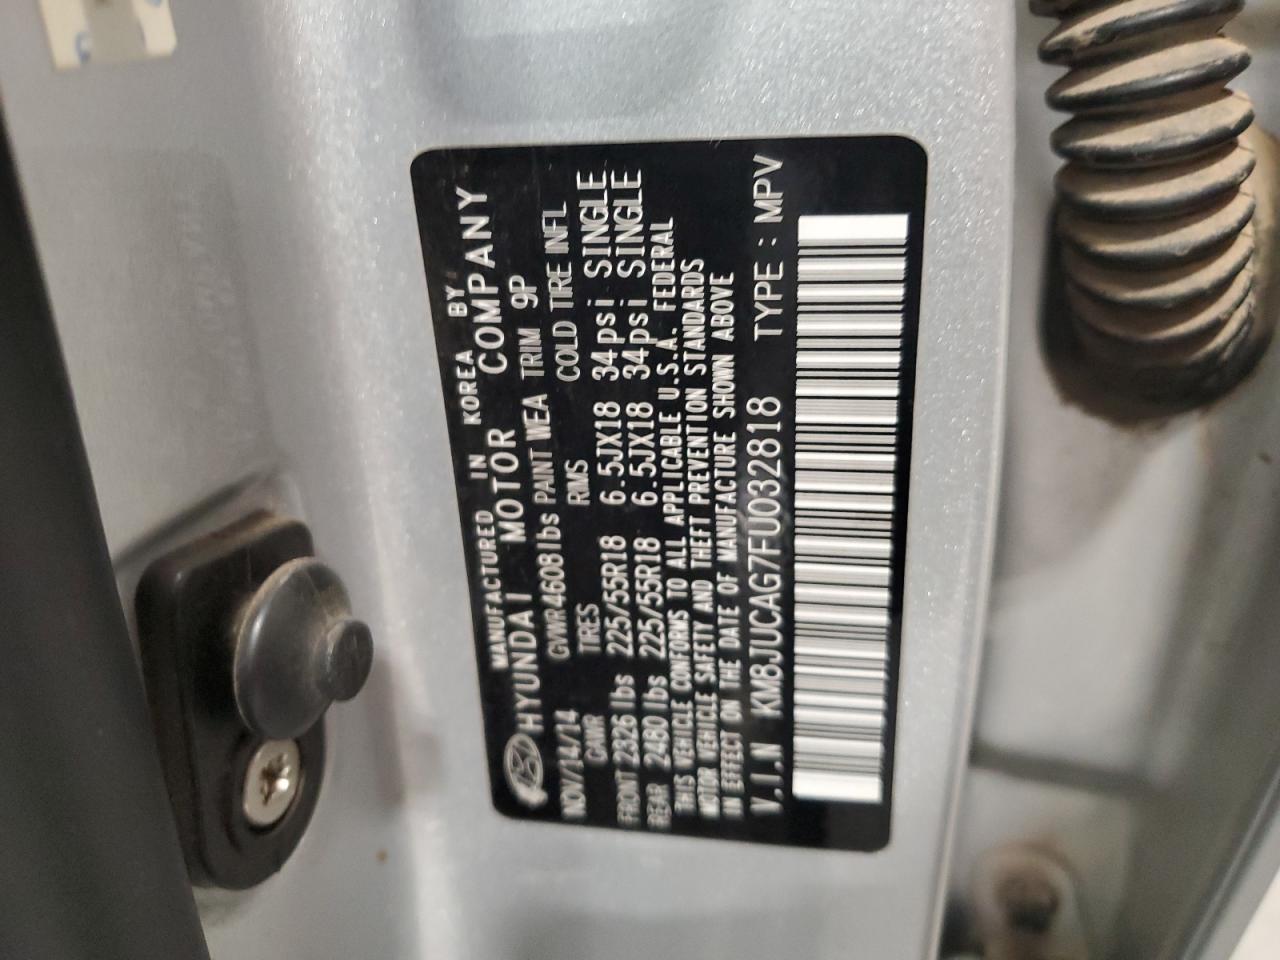 MANUFACTURED IN KOREA BY
HYUNDAI MOTOR COMPANY
NOV/14/14 GVWR 4608lbs PAINT WEA TRIM 9P
GAWR TIRES RIMS COLD TIRE INFL
FRONT 2326 lbs 225/55R18 6.5JX18 34psi SINGLE
REAR 2480 lbs 225/55R18 6.5JX18 34psi SINGLE
THIS VEHICLE CONFORMS TO ALL APPLICABLE U.S.A. FEDERAL
MOTOR VEHICLE SAFETY AND THEFT PREVENTION STANDARDS
IN EFFECT ON THE DATE OF MANUFACTURE SHOWN ABOVE
V.I.N KM8JUCAG7FU032818 TYPE : MPV